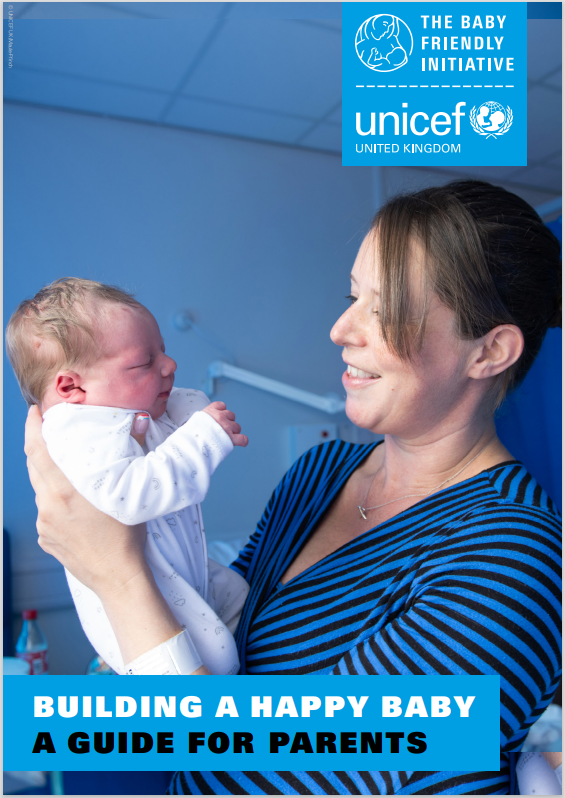 THE BABY
FRIENDLY
INITIATIVE
unicef
UNITED KINGDOM
BUILDING A HAPPY BABY
A GUIDE FOR PARENTS